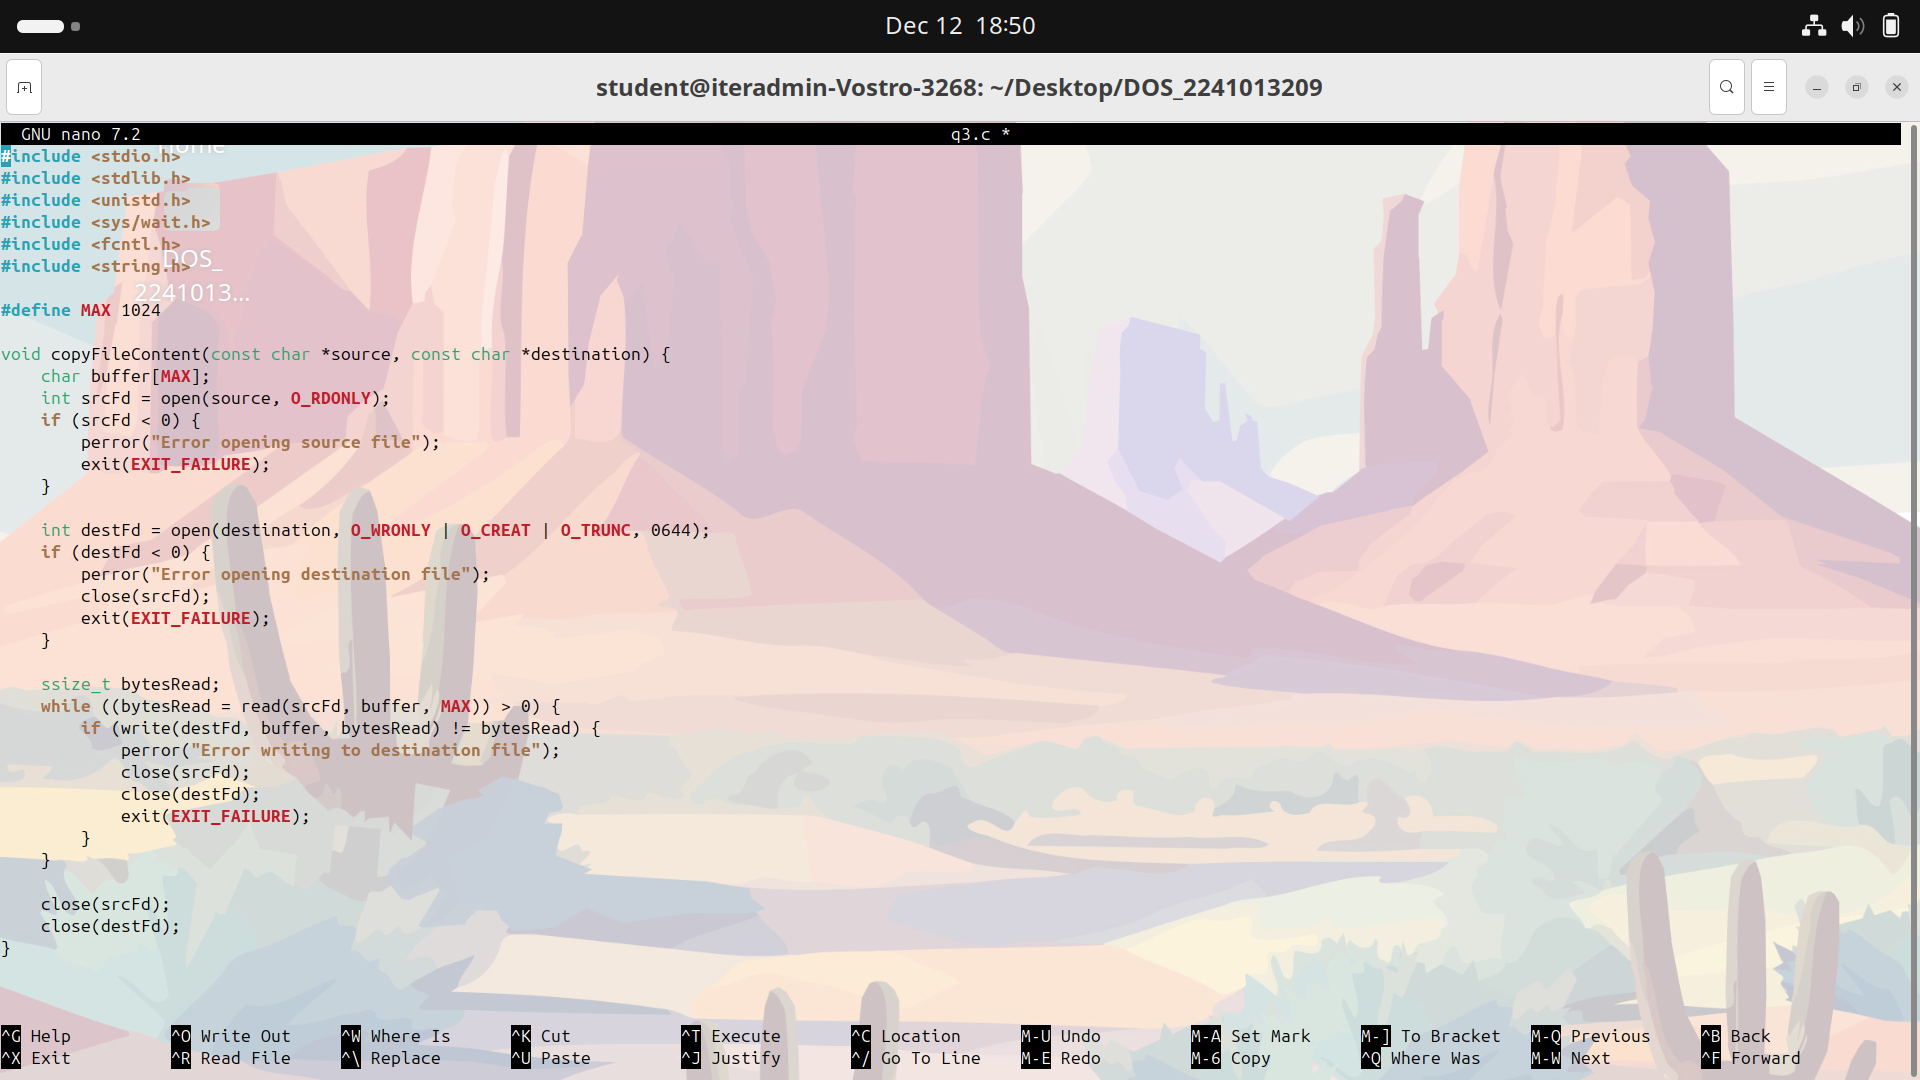 Dec 12 18:50
student@iteradmin-Vostro-3268: ~/Desktop/DOS_2241013209
GNU nano 7.2 q3.c *
Home
#include <stdio.h>
#include <stdlib.h>
#include <unistd.h>
#include <sys/wait.h>
#include <fcntl.h>
#include <string.h>
DOS_
2241013...
#define MAX 1024
void copyFileContent(const char *source, const char *destination) {
    char buffer[MAX];
    int srcFd = open(source, O_RDONLY);
    if (srcFd < 0) {
        perror("Error opening source file");
        exit(EXIT_FAILURE);
    }
    int destFd = open(destination, O_WRONLY | O_CREAT | O_TRUNC, 0644);
    if (destFd < 0) {
        perror("Error opening destination file");
        close(srcFd);
        exit(EXIT_FAILURE);
    }
    ssize_t bytesRead;
    while ((bytesRead = read(srcFd, buffer, MAX)) > 0) {
        if (write(destFd, buffer, bytesRead) != bytesRead) {
            perror("Error writing to destination file");
            close(srcFd);
            close(destFd);
            exit(EXIT_FAILURE);
        }
    }
    close(srcFd);
    close(destFd);
}
^G Help ^O Write Out ^W Where Is ^K Cut ^T Execute ^C Location M-U Undo M-A Set Mark M-] To Bracket M-Q Previous ^B Back
^X Exit ^R Read File ^\ Replace ^U Paste ^J Justify ^/ Go To Line M-E Redo M-6 Copy ^Q Where Was M-W Next ^F Forward